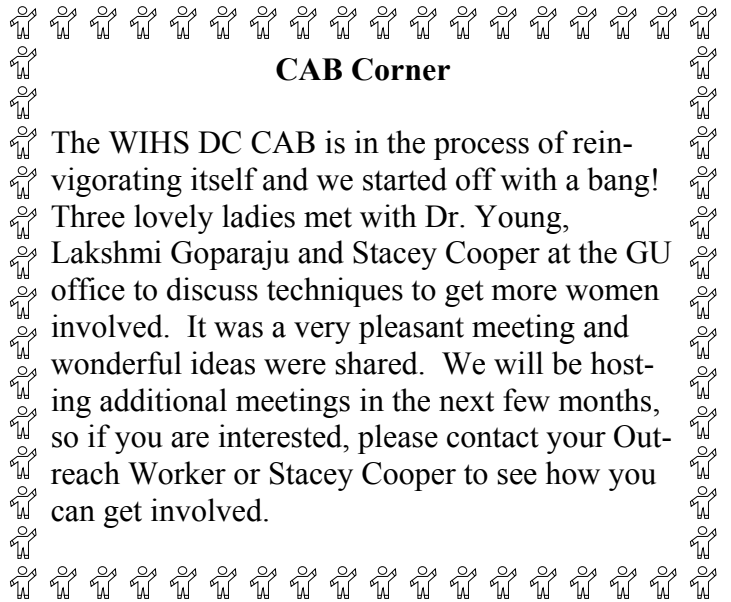 CAB Corner
The WIHS DC CAB is in the process of rein-
vigorating itself and we started off with a bang!
Three lovely ladies met with Dr. Young,
Lakshmi Goparaju and Stacey Cooper at the GU
office to discuss techniques to get more women
involved.  It was a very pleasant meeting and
wonderful ideas were shared.  We will be host-
ing additional meetings in the next few months,
so if you are interested, please contact your Out-
reach Worker or Stacey Cooper to see how you
can get involved.